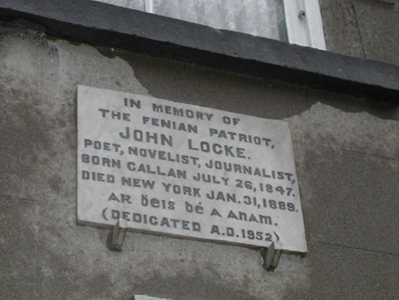 IN MEMORY OF
THE FENIAN PATRIOT,
JOHN LOCKE.
POET, NOVELIST, JOURNALIST,
BORN CALLAN JULY 26, 1847.
DIED NEW YORK JAN. 31, 1889.
AR ḋeis Dé A Anam.
(DEDICATED A.D. 1952)